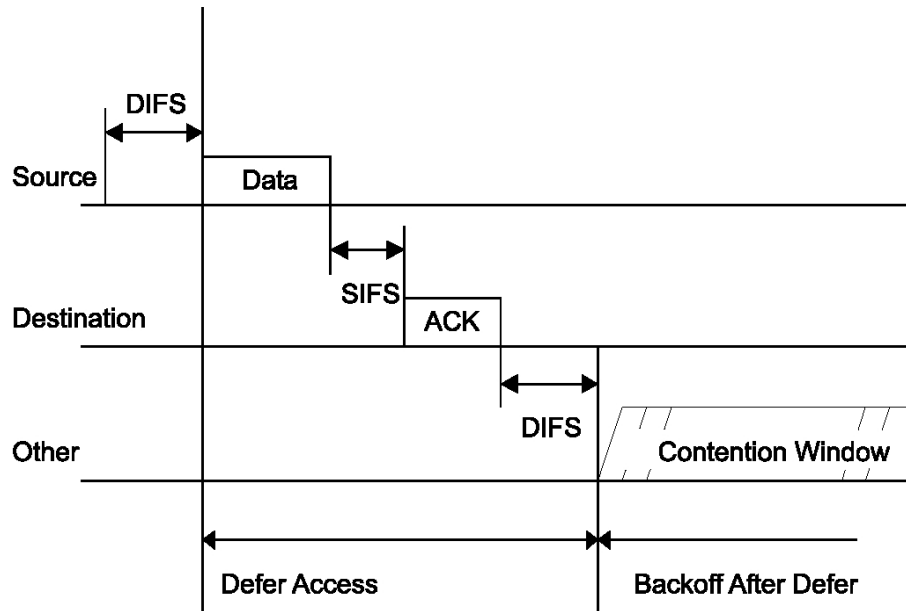 DIFS
Source
Data
SIFS
Destination
ACK
DIFS
Other
Contention Window
Defer Access
Backoff After Defer